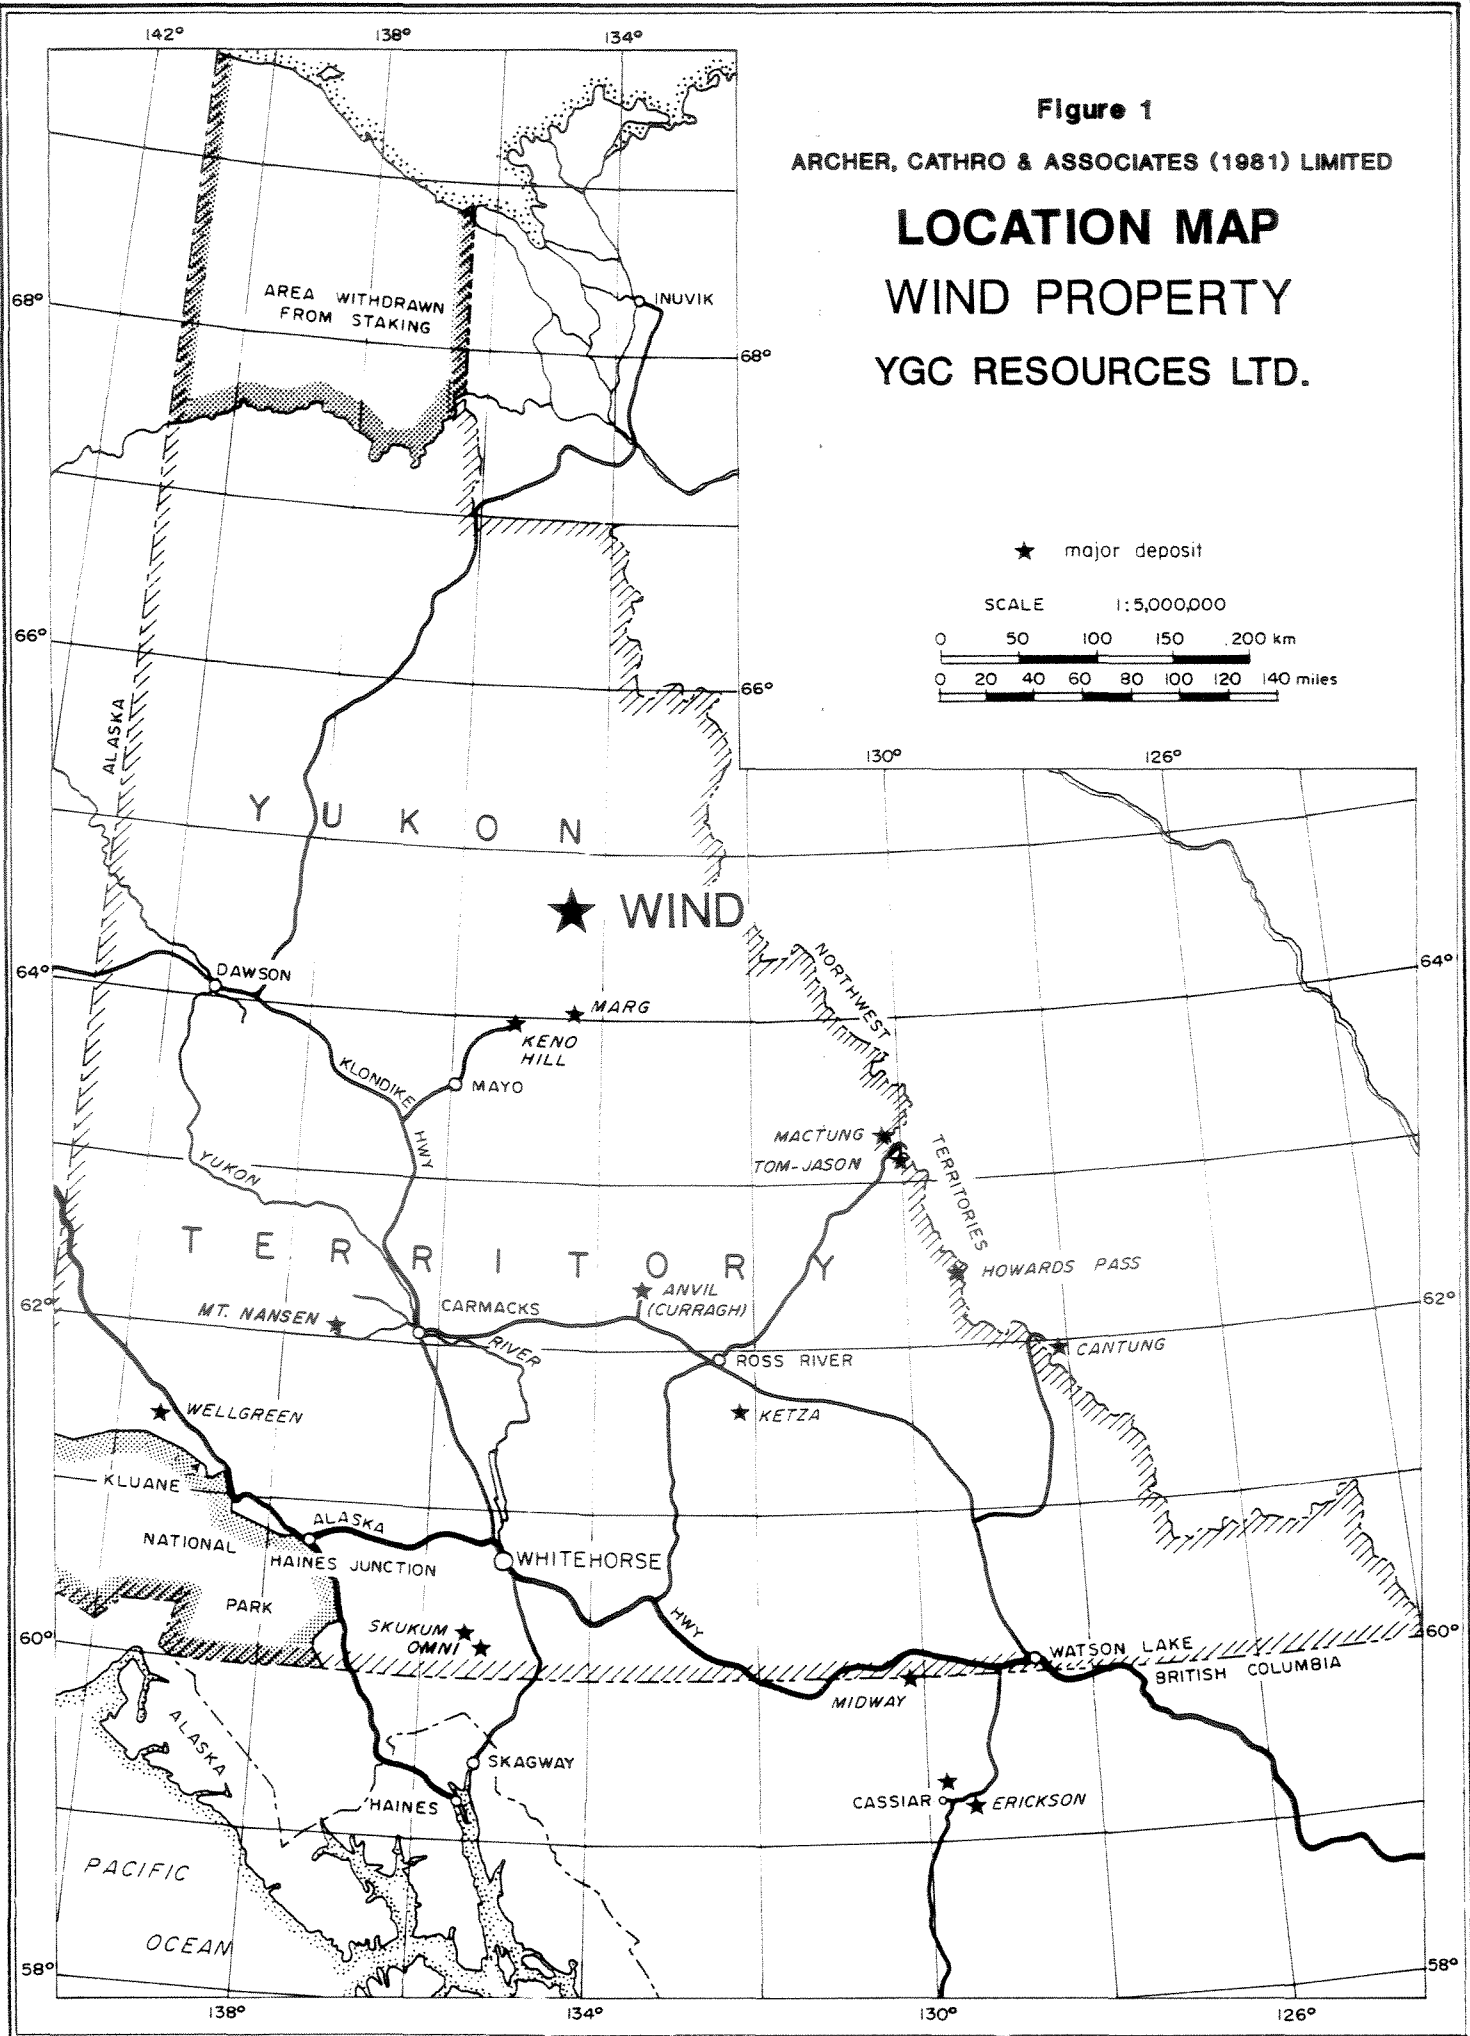 142° 138° 134°
Figure 1
ARCHER, CATHRO & ASSOCIATES (1981) LIMITED
LOCATION MAP
WIND PROPERTY
YGC RESOURCES LTD.
AREA WITHDRAWN
FROM STAKING
INUVIK
68°
68°
★ major deposit
SCALE 1:5,000,000
0 50 100 150 200 km
0 20 40 60 80 100 120 140 miles
66°
66°
130° 126°
ALASKA
YUKON
WIND
NORTHWEST
64°
64°
DAWSON
MARG
KENO
HILL
KLONDIKE
MAYO
HWY
MACTUNG
TOM-JASON
TERRITORIES
YUKON
TERRITORY
HOWARDS PASS
ANVIL
(CURRAGH)
62°
62°
MT. NANSEN
CARMACKS
RIVER
ROSS RIVER
CANTUNG
WELLGREEN
KETZA
KLUANE
ALASKA
NATIONAL
HAINES JUNCTION
WHITEHORSE
PARK
HWY
SKUKUM
OMNI
60°
60°
WATSON LAKE
BRITISH COLUMBIA
MIDWAY
ALASKA
SKAGWAY
HAINES
CASSIAR
ERICKSON
PACIFIC
OCEAN
58°
58°
138° 134° 130° 126°